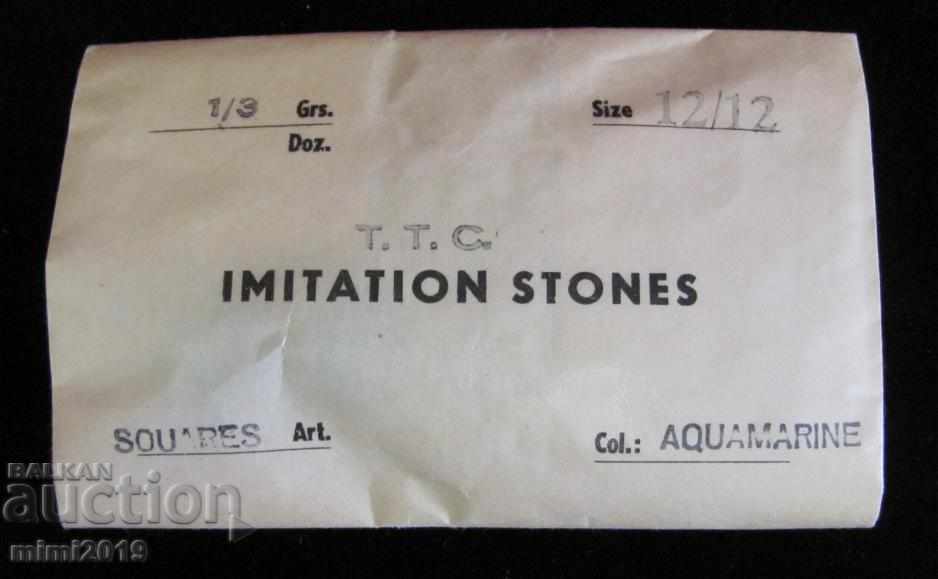 1/3 Grs. Size 12/12
Doz.
T. T. C.
IMITATION STONES
SQUARES Art. Col.: AQUAMARINE
BALKAN
auction
mimi2019